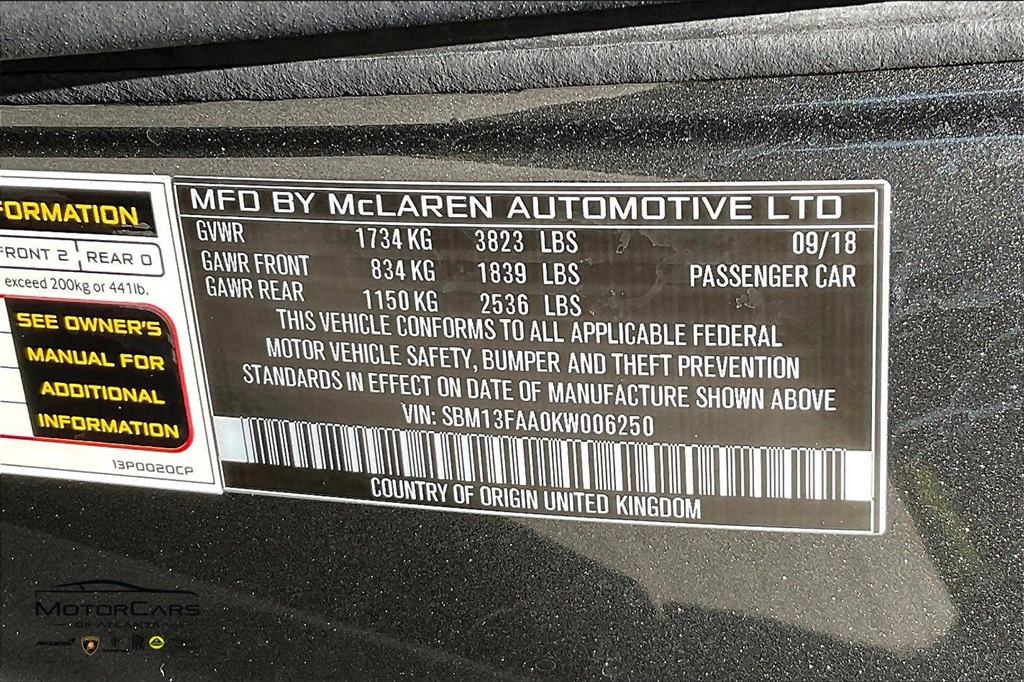 FORMATION
FRONT 2 REAR 0
exceed 200kg or 441lb.
SEE OWNER'S
MANUAL FOR
ADDITIONAL
INFORMATION
13P0020CP
MFD BY McLAREN AUTOMOTIVE LTD
GVWR 1734 KG 3823 LBS 09/18
GAWR FRONT 834 KG 1839 LBS PASSENGER CAR
GAWR REAR 1150 KG 2536 LBS
THIS VEHICLE CONFORMS TO ALL APPLICABLE FEDERAL
MOTOR VEHICLE SAFETY, BUMPER AND THEFT PREVENTION
STANDARDS IN EFFECT ON DATE OF MANUFACTURE SHOWN ABOVE
VIN: SBM13FAA0KW006250
COUNTRY OF ORIGIN UNITED KINGDOM
MOTORCARS
OF ATLANTA